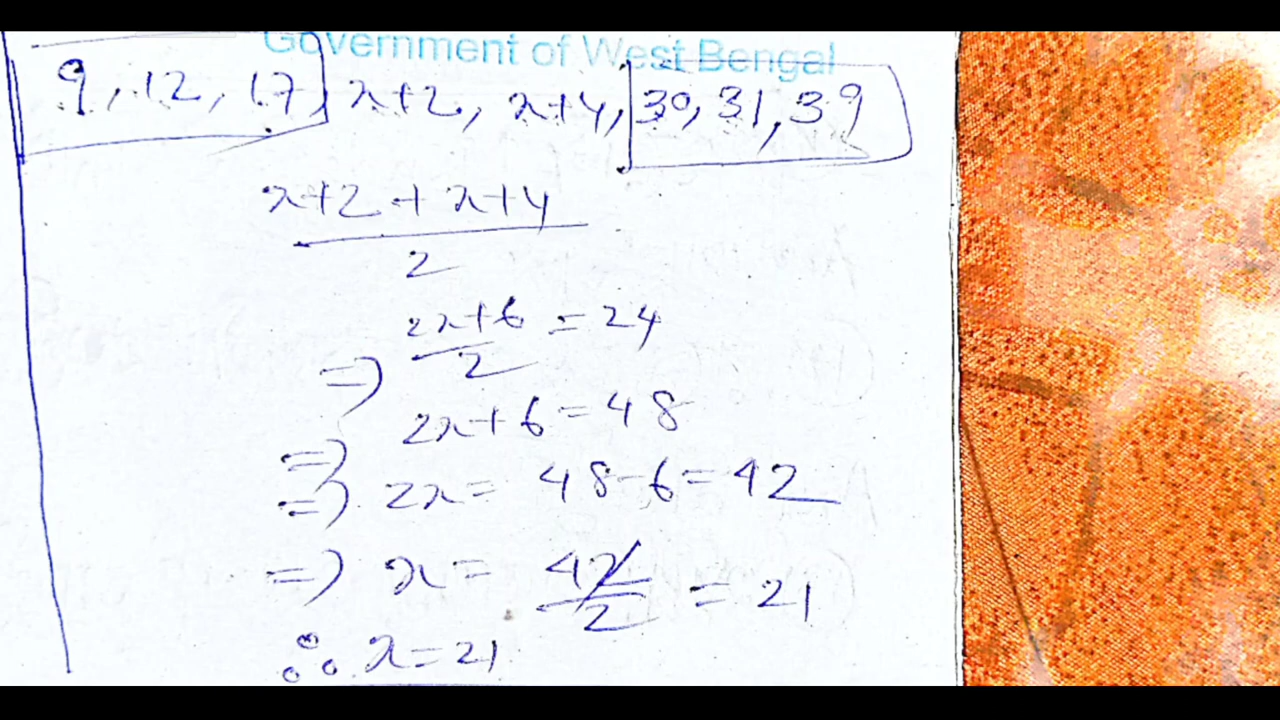 Government of West Bengal
9, 12, 17, x+2, x+4, 30, 31, 39
x+2 + x+4
2
2x+6 = 24
2
⇒
2x+6 = 48
⇒
⇒ 2x = 48-6 = 42
⇒ x = 42/2 = 21
∴ x = 21